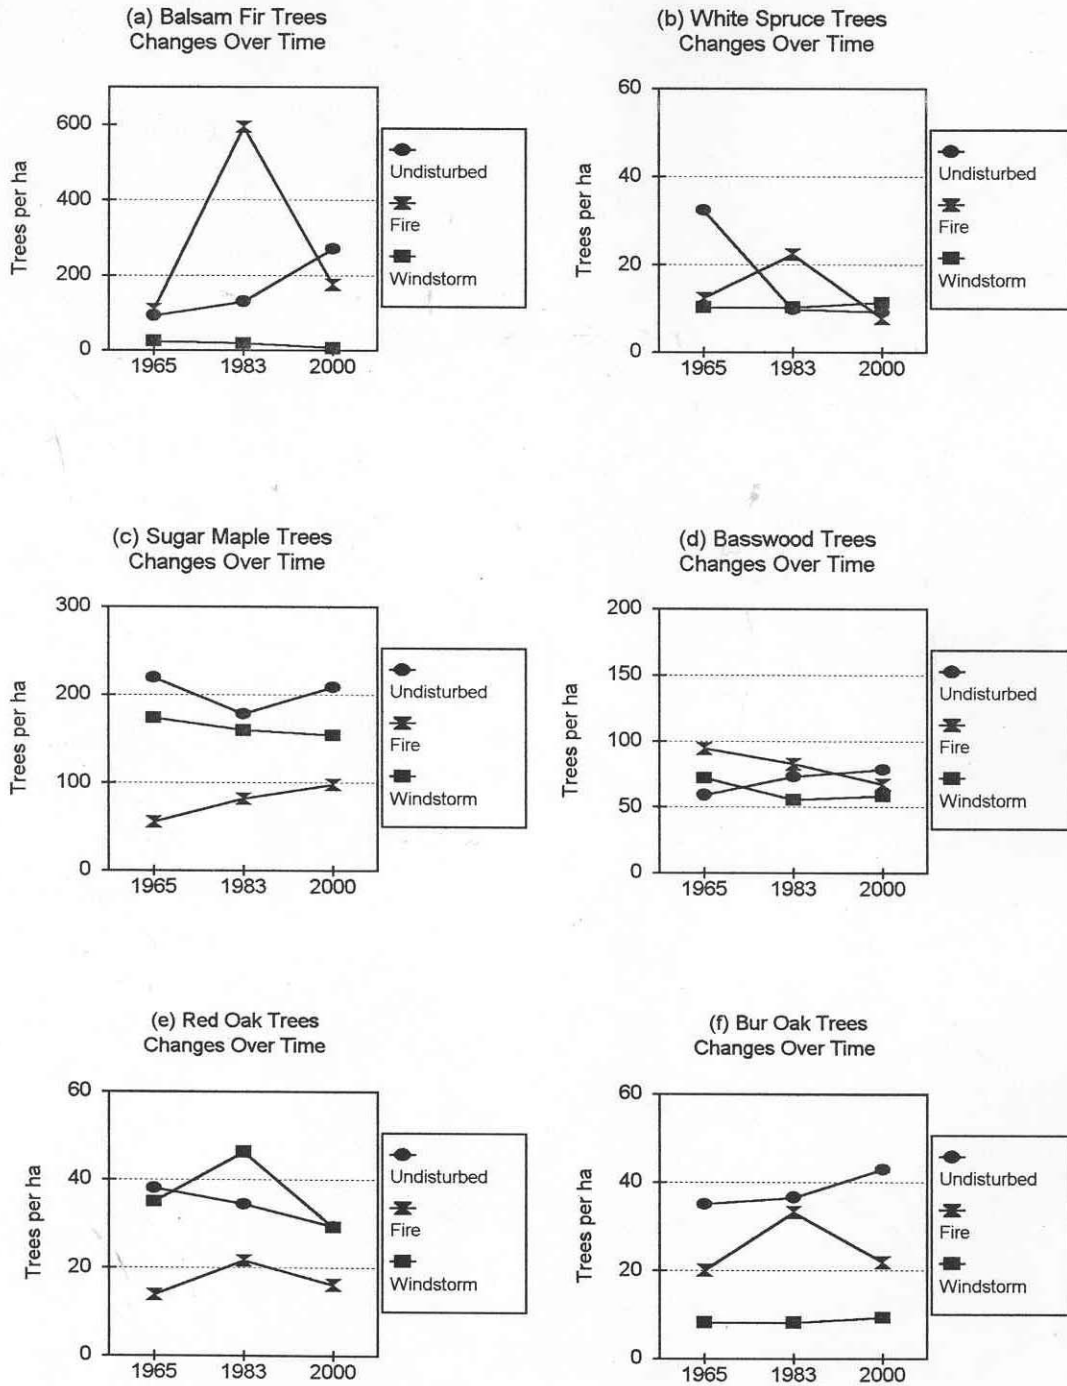 (a) Balsam Fir Trees
Changes Over Time
Trees per ha
600
400
200
0
1965 1983 2000
Undisturbed
Fire
Windstorm
(b) White Spruce Trees
Changes Over Time
Trees per ha
60
40
20
0
1965 1983 2000
Undisturbed
Fire
Windstorm
(c) Sugar Maple Trees
Changes Over Time
Trees per ha
300
200
100
0
1965 1983 2000
Undisturbed
Fire
Windstorm
(d) Basswood Trees
Changes Over Time
Trees per ha
200
150
100
50
0
1965 1983 2000
Undisturbed
Fire
Windstorm
(e) Red Oak Trees
Changes Over Time
Trees per ha
60
40
20
0
1965 1983 2000
Undisturbed
Fire
Windstorm
(f) Bur Oak Trees
Changes Over Time
Trees per ha
60
40
20
0
1965 1983 2000
Undisturbed
Fire
Windstorm